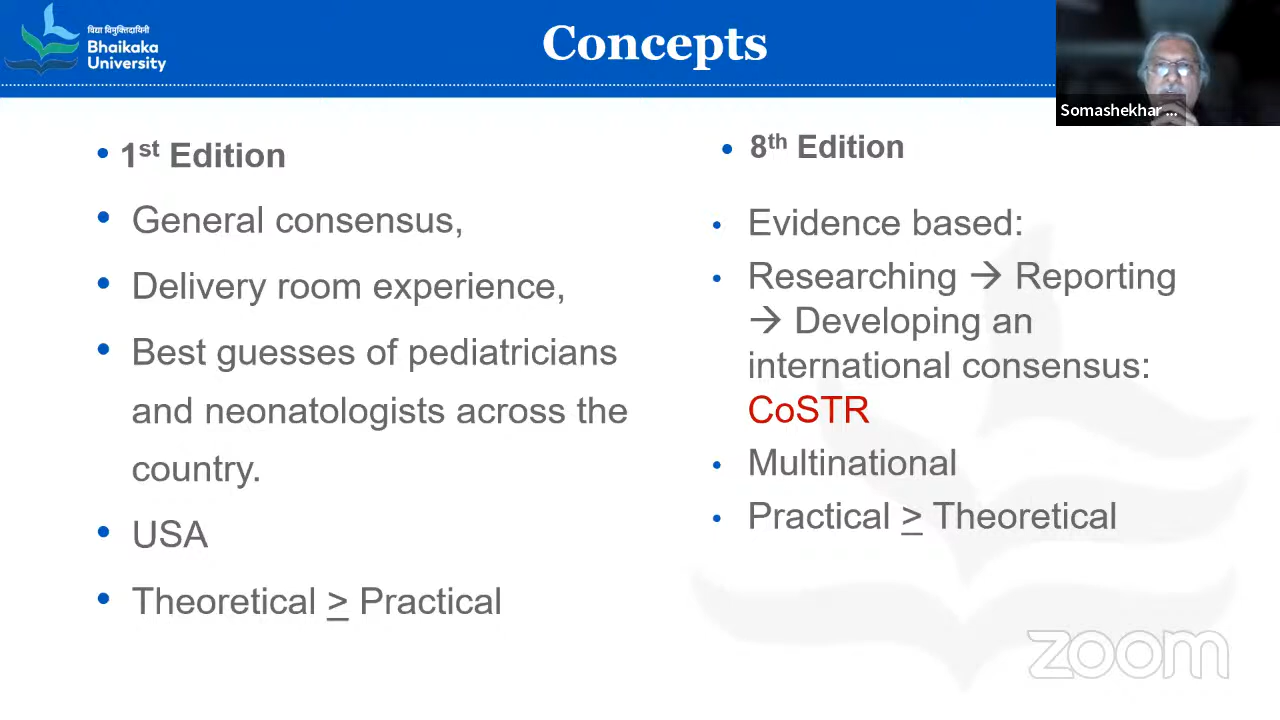 विद्या विमुक्तिदायिनी
Bhaikaka
University
Concepts
Somashekhar ...
• 1st Edition
• General consensus,
• Delivery room experience,
• Best guesses of pediatricians
and neonatologists across the
country.
• USA
• Theoretical ≥ Practical
• 8th Edition
• Evidence based:
• Researching → Reporting
→ Developing an
international consensus:
CoSTR
• Multinational
• Practical ≥ Theoretical
zoom